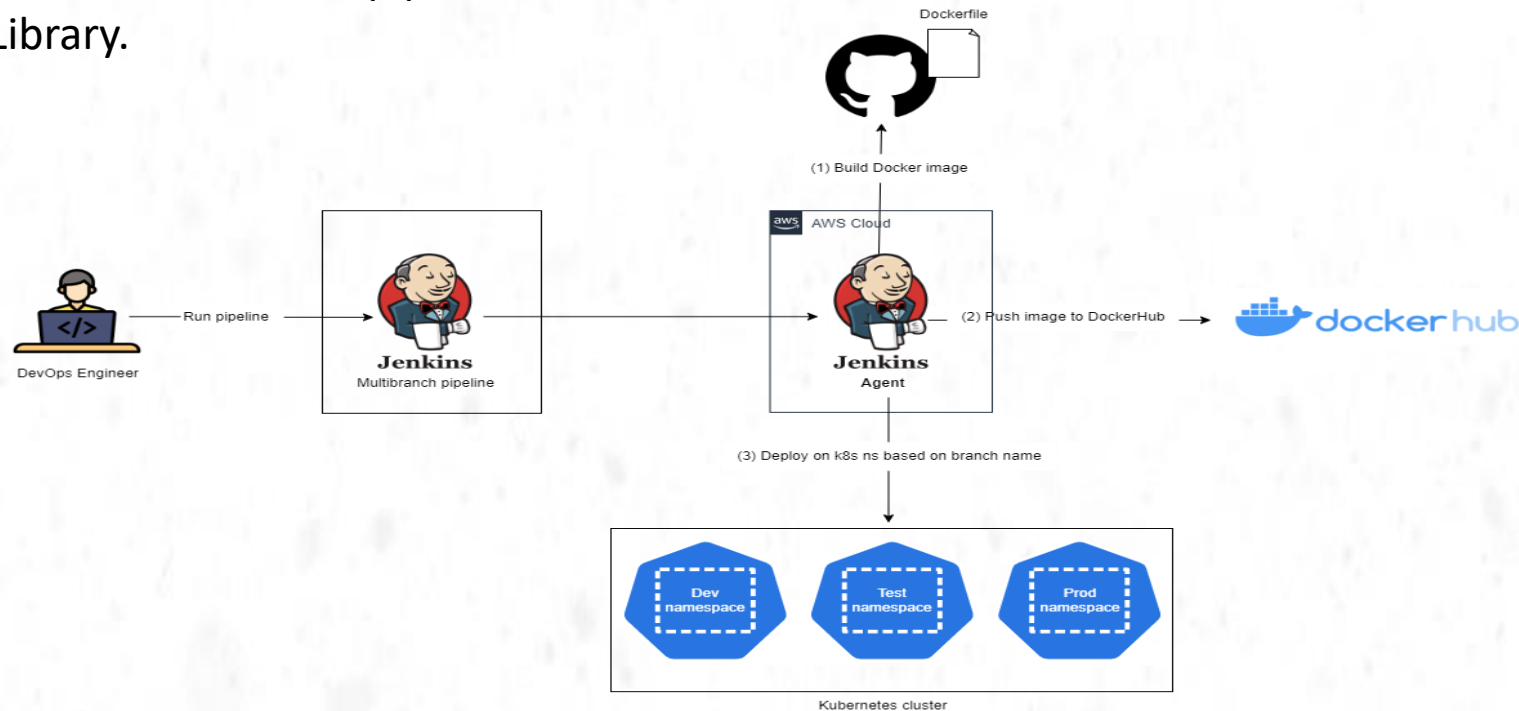 Library.
Dockerfile
(1) Build Docker image
aws
AWS Cloud
Run pipeline
</>
DevOps Engineer
Jenkins
Multibranch pipeline
Jenkins
Agent
(2) Push image to DockerHub
docker hub
(3) Deploy on k8s ns based on branch name
Dev
namespace
Test
namespace
Prod
namespace
Kubernetes cluster